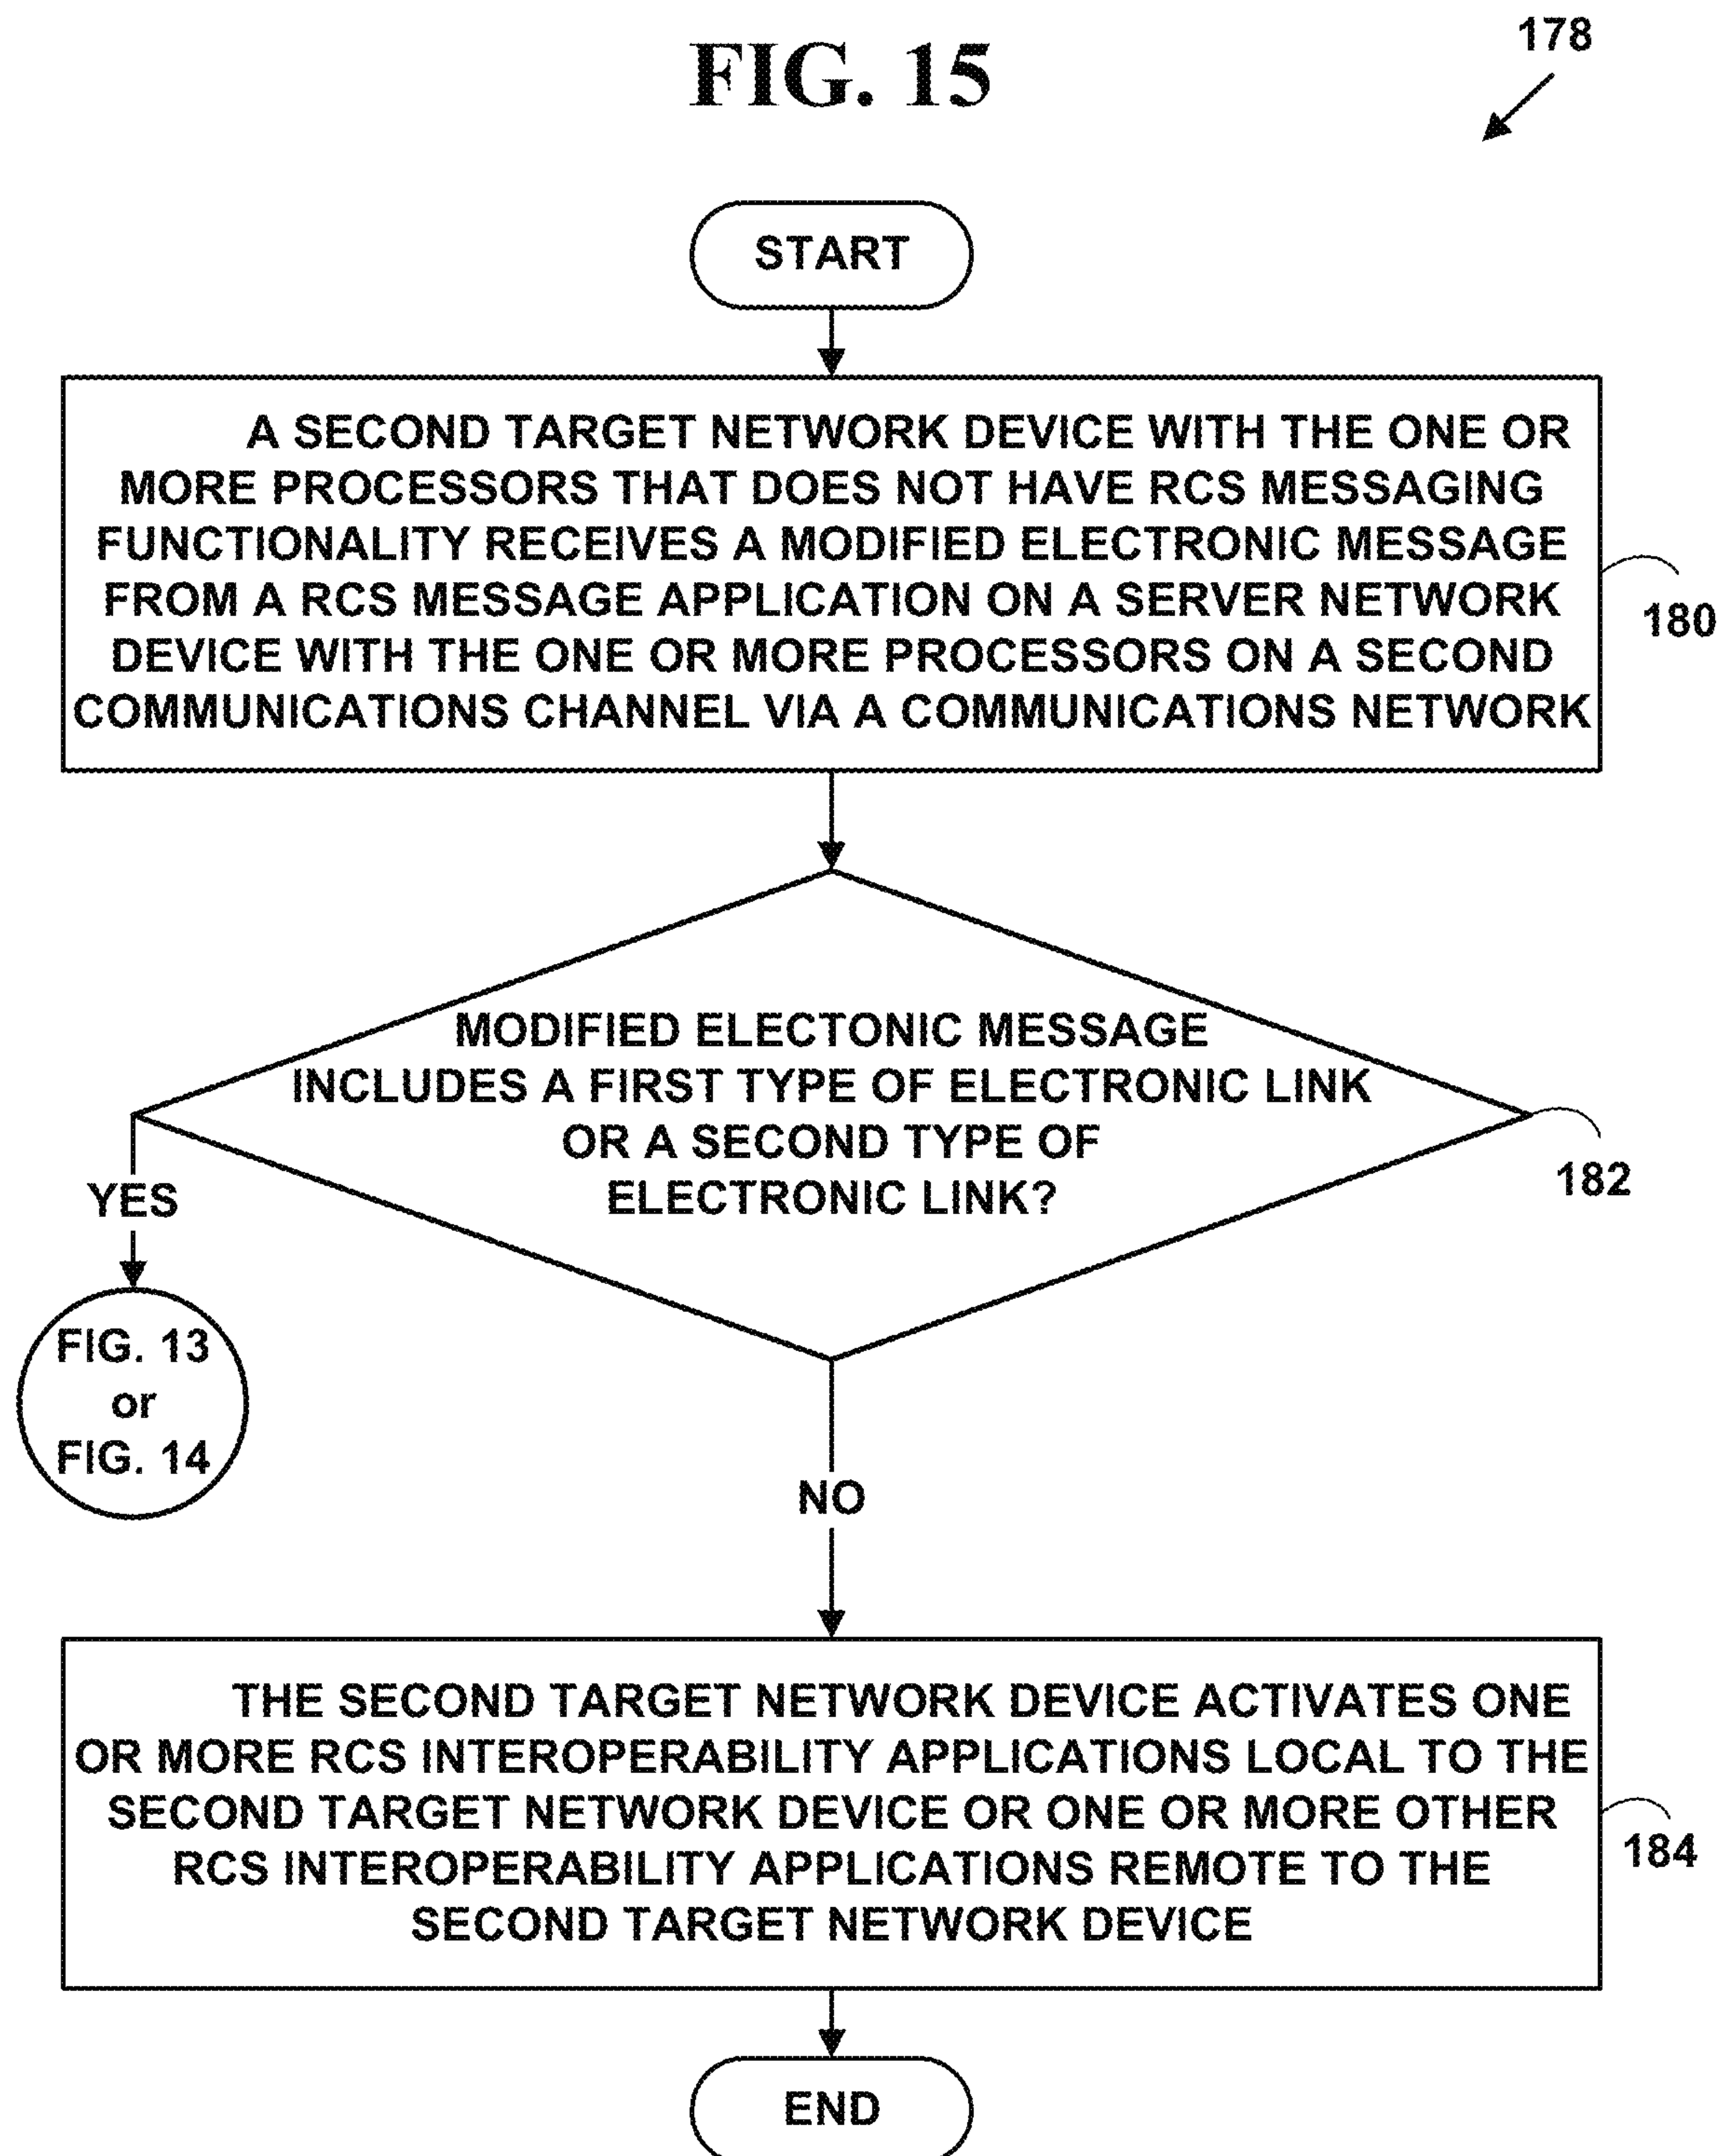 FIG. 15
178
START
A SECOND TARGET NETWORK DEVICE WITH THE ONE OR
MORE PROCESSORS THAT DOES NOT HAVE RCS MESSAGING
FUNCTIONALITY RECEIVES A MODIFIED ELECTRONIC MESSAGE
FROM A RCS MESSAGE APPLICATION ON A SERVER NETWORK
DEVICE WITH THE ONE OR MORE PROCESSORS ON A SECOND
COMMUNICATIONS CHANNEL VIA A COMMUNICATIONS NETWORK
180
MODIFIED ELECTONIC MESSAGE
INCLUDES A FIRST TYPE OF ELECTRONIC LINK
OR A SECOND TYPE OF
ELECTRONIC LINK?
182
YES
FIG. 13
or
FIG. 14
NO
THE SECOND TARGET NETWORK DEVICE ACTIVATES ONE
OR MORE RCS INTEROPERABILITY APPLICATIONS LOCAL TO THE
SECOND TARGET NETWORK DEVICE OR ONE OR MORE OTHER
RCS INTEROPERABILITY APPLICATIONS REMOTE TO THE
SECOND TARGET NETWORK DEVICE
184
END